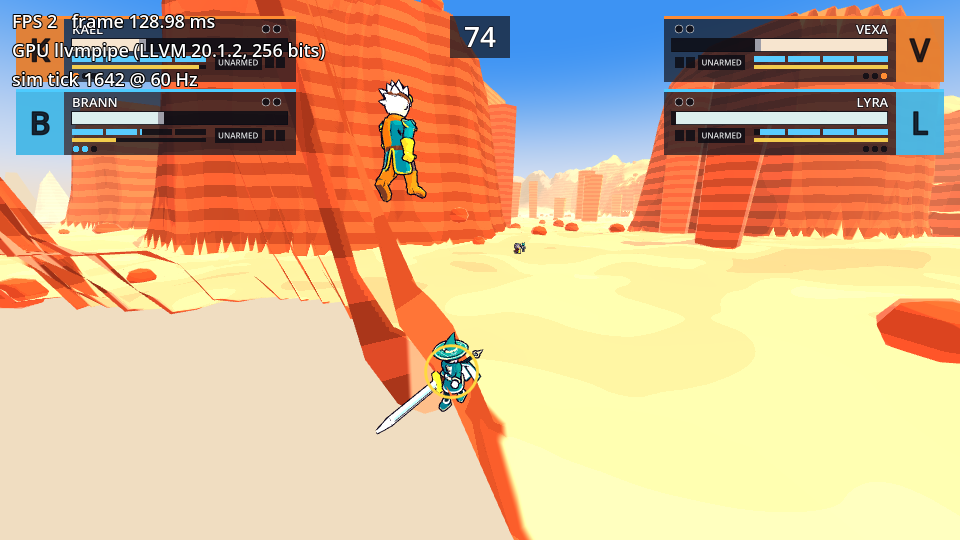 FPS 2 frame 128.98 ms
GPU llvmpipe (LLVM 20.1.2, 256 bits)
sim tick 1642 @ 60 Hz
K KAEL
UNARMED
B BRANN
UNARMED
74
VEXA V
UNARMED
LYRA L
UNARMED